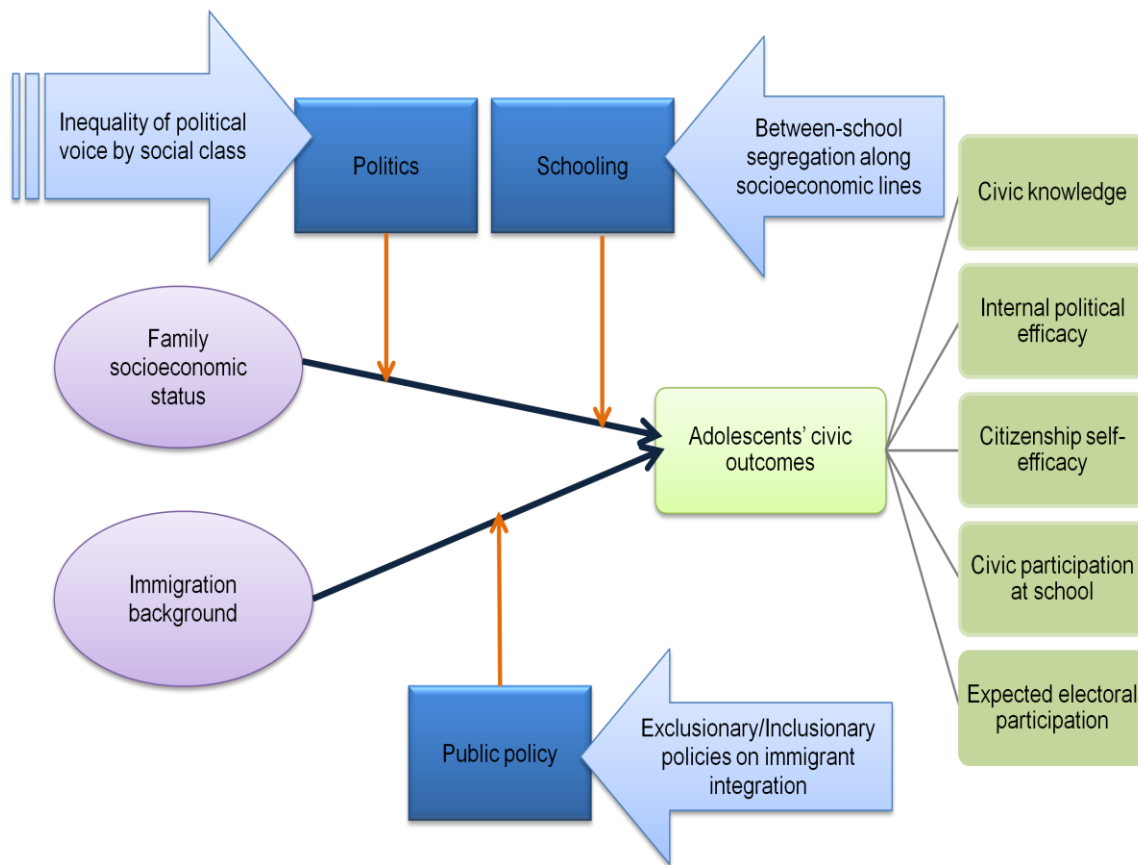 Inequality of political
voice by social class
Politics
Schooling
Between-school
segregation along
socioeconomic lines
Civic knowledge
Internal political
efficacy
Family
socioeconomic
status
Adolescents' civic
outcomes
Citizenship self-
efficacy
Immigration
background
Civic participation
at school
Public policy
Exclusionary/Inclusionary
policies on immigrant
integration
Expected electoral
participation